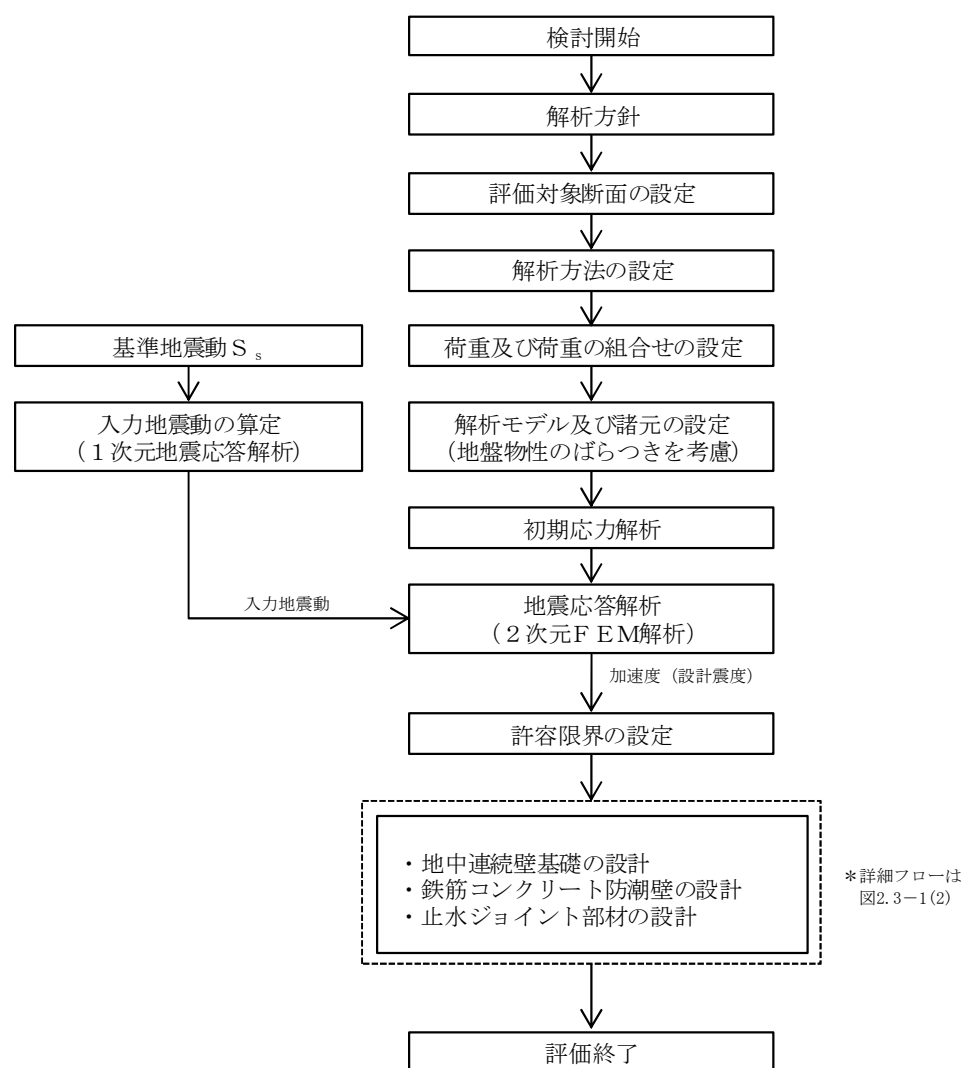 検討開始
解析方針
評価対象断面の設定
解析方法の設定
基準地震動Ｓｓ
荷重及び荷重の組合せの設定
入力地震動の算定
（１次元地震応答解析）
解析モデル及び諸元の設定
（地盤物性のばらつきを考慮）
初期応力解析
入力地震動
地震応答解析
（２次元ＦＥＭ解析）
加速度（設計震度）
許容限界の設定
・地中連続壁基礎の設計
・鉄筋コンクリート防潮壁の設計
・止水ジョイント部材の設計
＊詳細フローは
図2.3－1(2)
評価終了